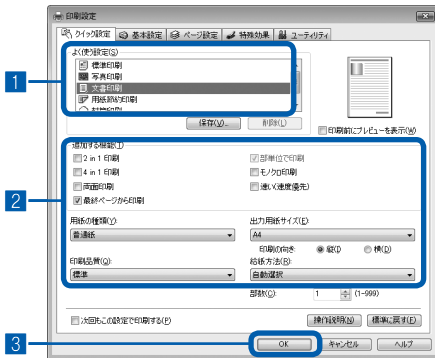 印刷設定
クイック設定 基本設定 ページ設定 特殊効果 ユーティリティ
よく使う設定(S)
1
標準印刷
写真印刷
文書印刷
用紙節約印刷
封筒印刷
保存(V)... 削除(L)
印刷前にプレビューを表示(W)
追加する機能(T)
2 in 1 印刷 部単位で印刷
4 in 1 印刷 モノクロ印刷
両面印刷 速い(速度優先)
2
最終ページから印刷
用紙の種類(Y): 出力用紙サイズ(F):
普通紙 A4
印刷の向き: 縦(I) 横(D)
印刷品質(Q): 給紙方法(R):
標準 自動選択
部数(C): 1 (1-999)
次回もこの設定で印刷する(P) 操作説明(N) 標準に戻す(F)
3
OK キャンセル ヘルプ